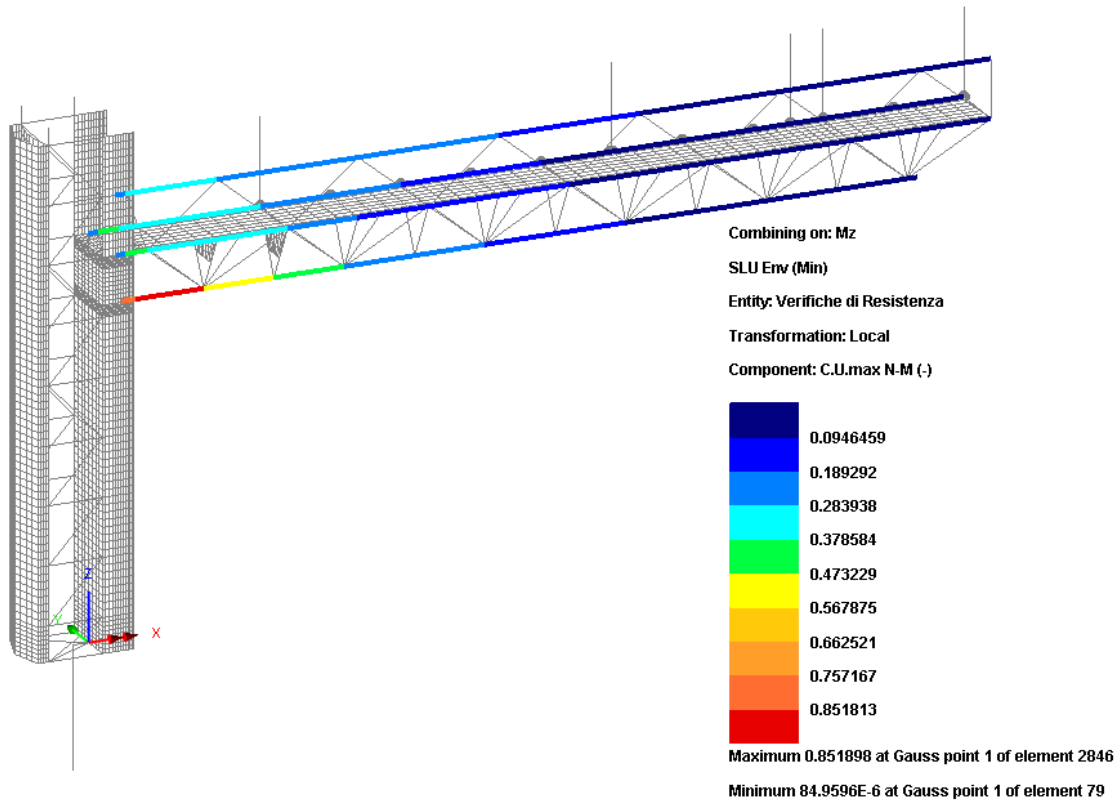 Combining on: Mz
SLU Env (Min)
Entity: Verifiche di Resistenza
Transformation: Local
Component: C.U.max N-M (-)
0.0946459
0.189292
0.283938
0.378584
0.473229
0.567875
0.662521
0.757167
0.851813
Maximum 0.851898 at Gauss point 1 of element 2846
Minimum 84.9596E-6 at Gauss point 1 of element 79
Z
Y
X